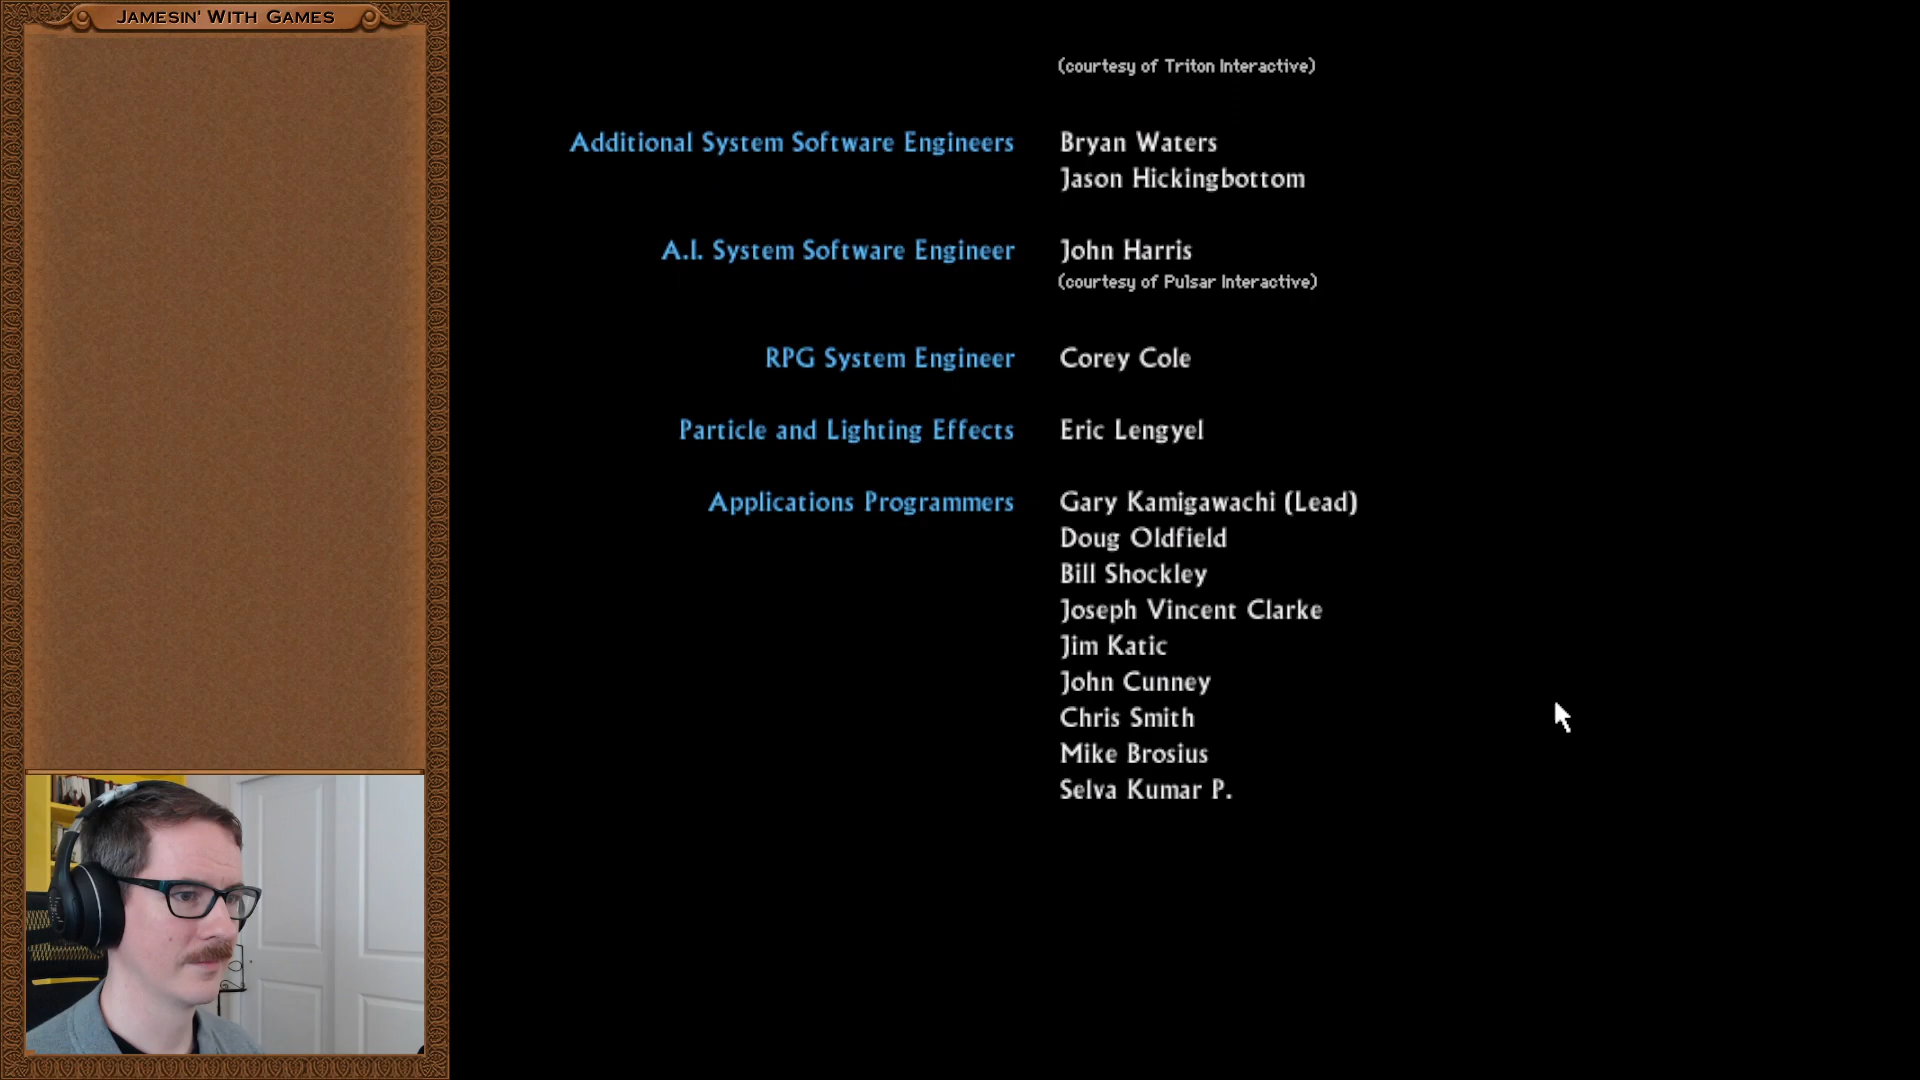 JAMESIN' WITH GAMES
(courtesy of Triton Interactive)
Additional System Software Engineers
Bryan Waters
Jason Hickingbottom
A.I. System Software Engineer
John Harris
(courtesy of Pulsar Interactive)
RPG System Engineer
Corey Cole
Particle and Lighting Effects
Eric Lengyel
Applications Programmers
Gary Kamigawachi (Lead)
Doug Oldfield
Bill Shockley
Joseph Vincent Clarke
Jim Katic
John Cunney
Chris Smith
Mike Brosius
Selva Kumar P.